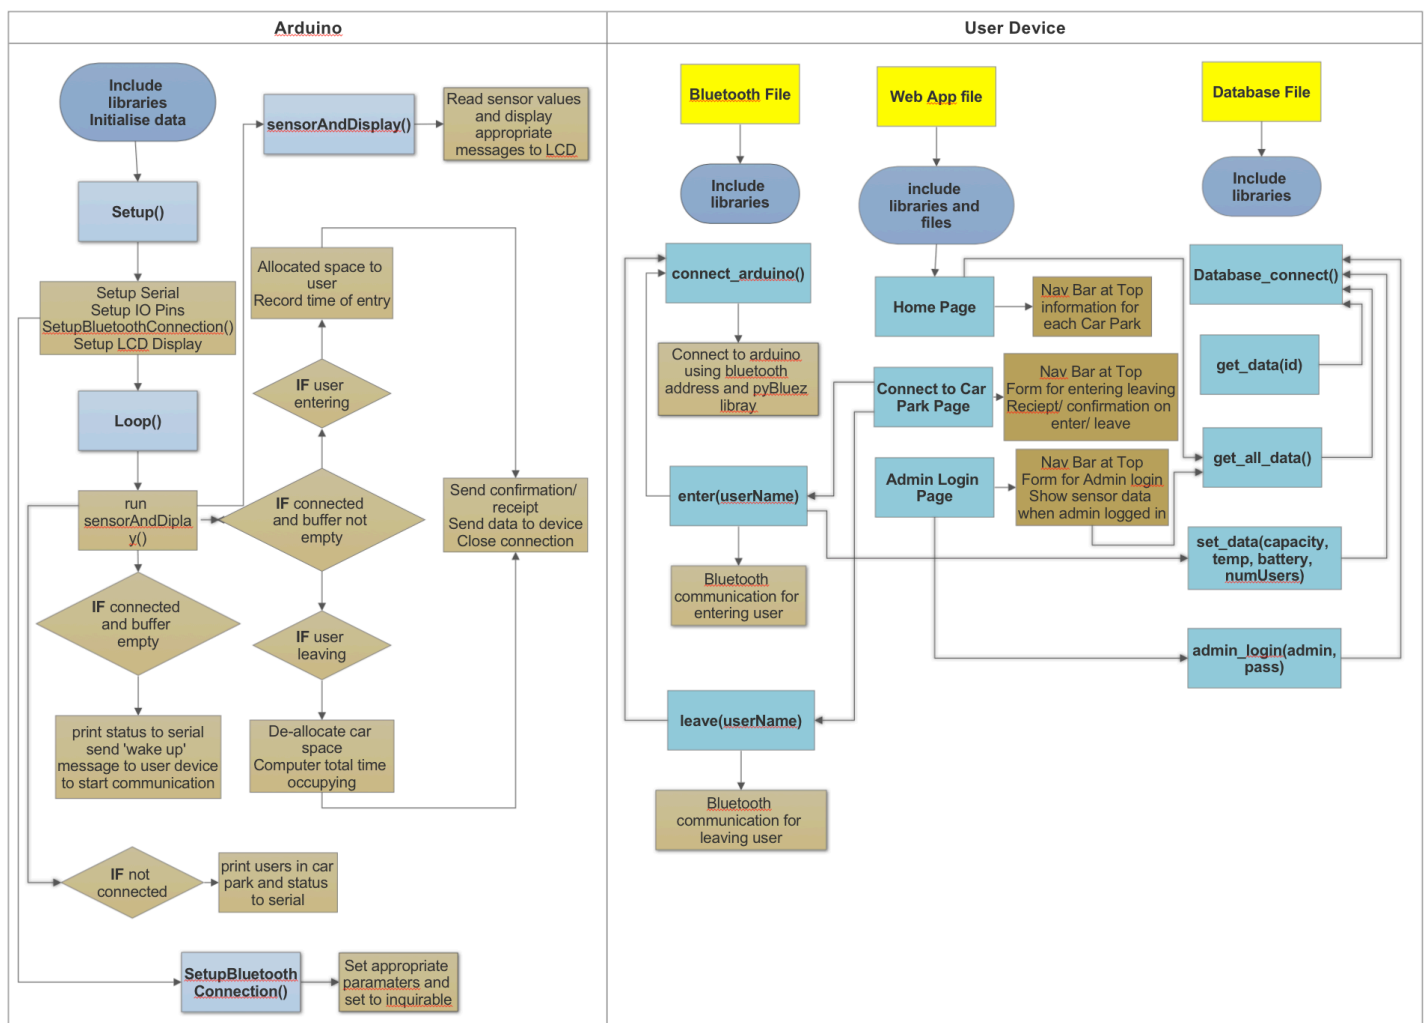 Arduino
Include
libraries
Initialise data
sensorAndDisplay()
Read sensor values
and display
appropriate
messages to LCD
Setup()
Setup Serial
Setup IO Pins
SetupBluetoothConnection()
Setup LCD Display
Allocated space to
user
Record time of entry
Loop()
IF user
entering
run
sensorAndDipla
y()
IF connected
and buffer not
empty
Send confirmation/
receipt
Send data to device
Close connection
IF connected
and buffer
empty
IF user
leaving
print status to serial
send 'wake up'
message to user device
to start communication
De-allocate car
space
Computer total time
occupying
IF not
connected
print users in car
park and status
to serial
SetupBluetooth
Connection()
Set appropriate
paramaters and
set to inquirable
User Device
Bluetooth File
Web App file
Database File
Include
libraries
include
libraries and
files
Include
libraries
connect_arduino()
Connect to arduino
using bluetooth
address and pyBluez
libray
Home Page
Nav Bar at Top
information for
each Car Park
Database_connect()
get_data(id)
Connect to Car
Park Page
Nav Bar at Top
Form for entering leaving
Reciept/ confirmation on
enter/ leave
get_all_data()
enter(userName)
Admin Login
Page
Nav Bar at Top
Form for Admin login
Show sensor data
when admin logged in
set_data(capacity,
temp, battery,
numUsers)
Bluetooth
communication for
entering user
admin_login(admin,
pass)
leave(userName)
Bluetooth
communication for
leaving user